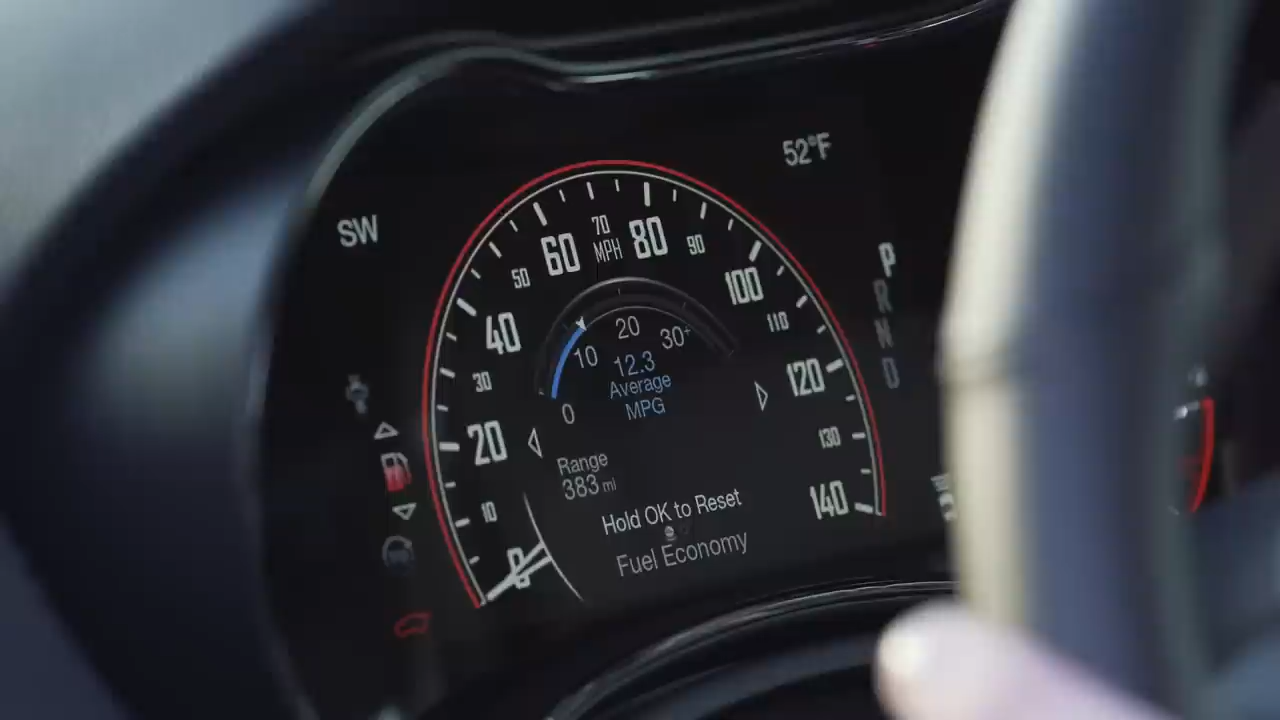 52°F
SW
P
R
N
D
0
10
20
30
40
50
60
70
MPH
80
90
100
110
120
130
140
0
10
20
30+
12.3
Average
MPG
Range
383 mi
Hold OK to Reset
Fuel Economy